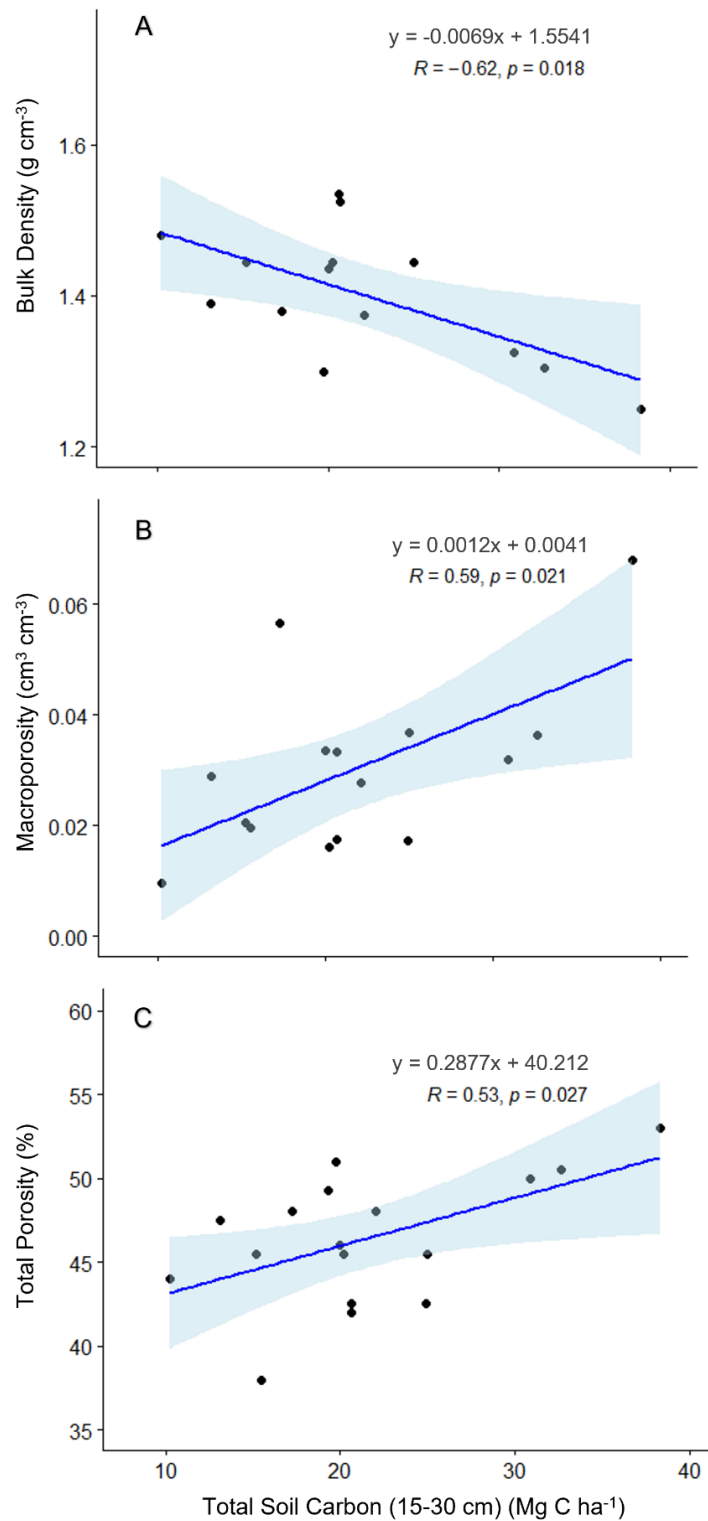 A
y = -0.0069x + 1.5541
R = −0.62, p = 0.018
Bulk Density (g cm-3)
1.6
1.4
1.2
B
y = 0.0012x + 0.0041
R = 0.59, p = 0.021
Macroporosity (cm3 cm-3)
0.06
0.04
0.02
0.00
C
y = 0.2877x + 40.212
R = 0.53, p = 0.027
Total Porosity (%)
60
55
50
45
40
35
10 20 30 40
Total Soil Carbon (15-30 cm) (Mg C ha-1)